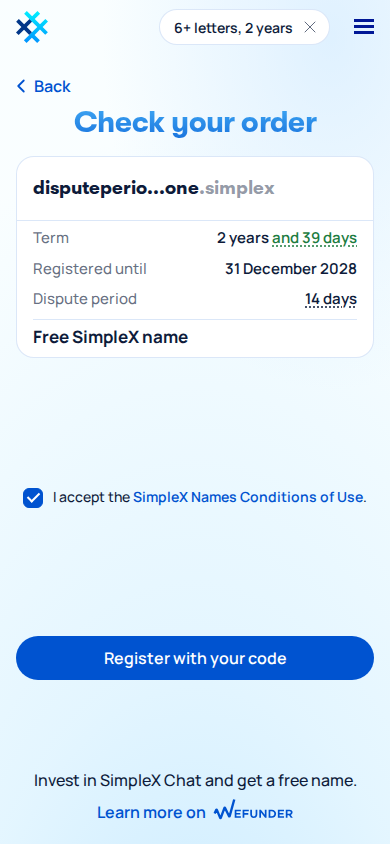 6+ letters, 2 years
Back
Check your order
disputeperio...one.simplex
Term 2 years and 39 days
Registered until 31 December 2028
Dispute period 14 days
Free SimpleX name
I accept the SimpleX Names Conditions of Use.
Register with your code
Invest in SimpleX Chat and get a free name.
Learn more on WEFUNDER